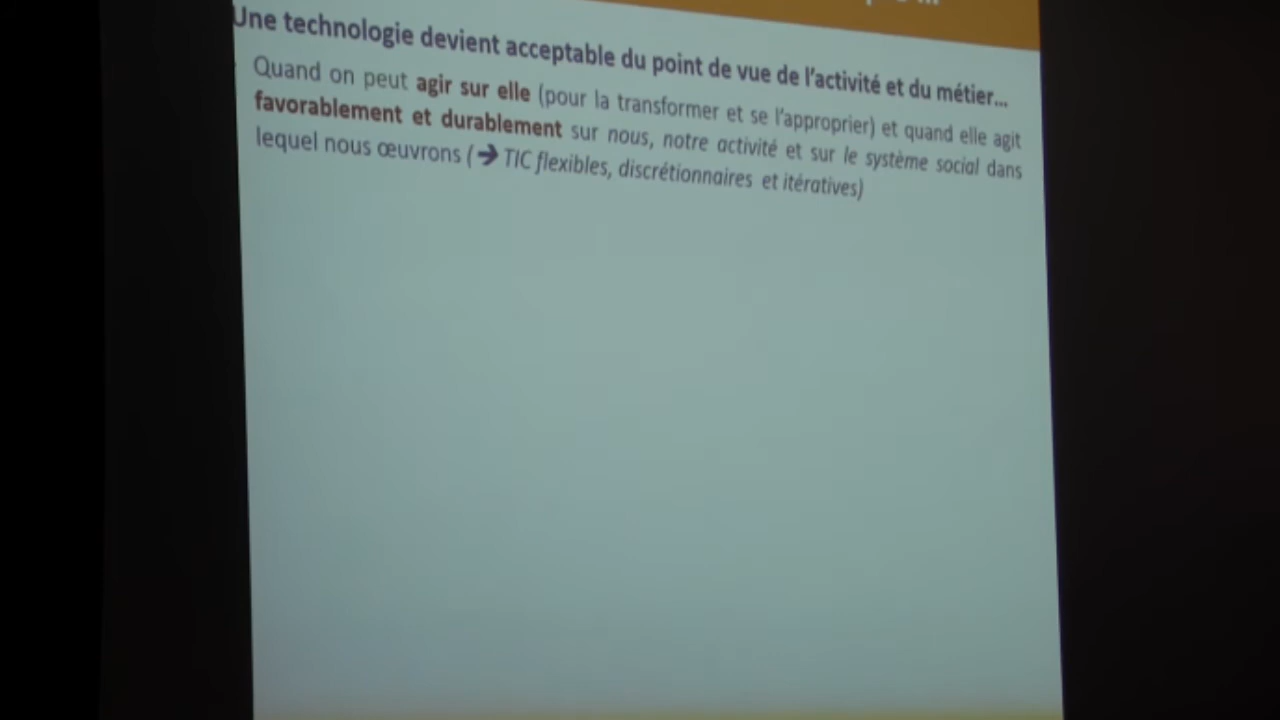 Une technologie devient acceptable du point de vue de l'activité et du métier...
Quand on peut agir sur elle (pour la transformer et se l'approprier) et quand elle agit
favorablement et durablement sur nous, notre activité et sur le système social dans
lequel nous œuvrons (➔ TIC flexibles, discrétionnaires et itératives)